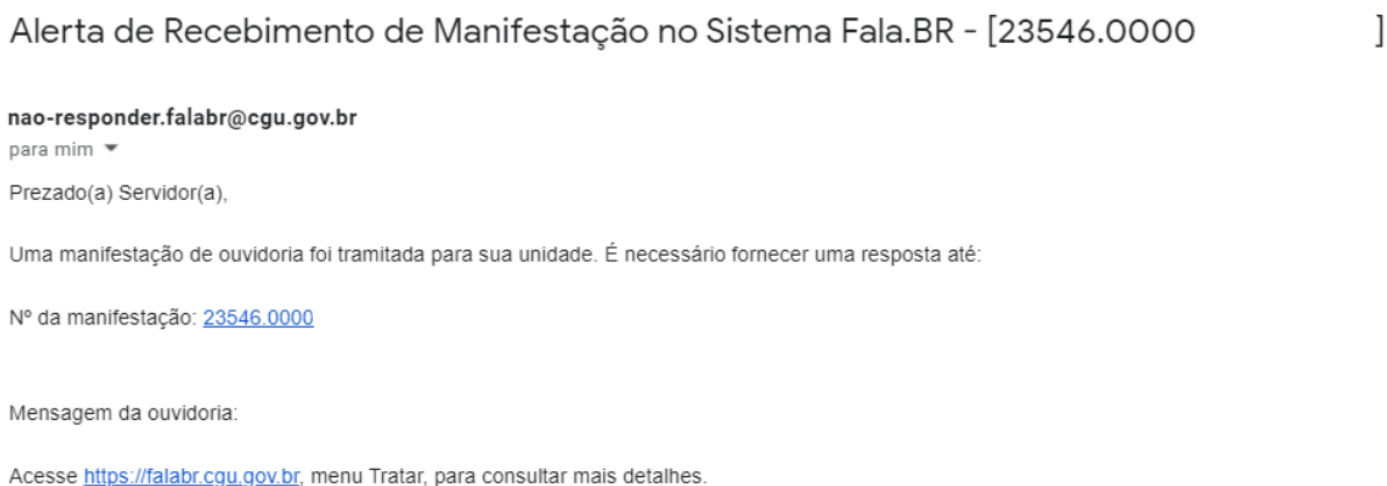 Alerta de Recebimento de Manifestação no Sistema Fala.BR - [23546.0000 ]
nao-responder.falabr@cgu.gov.br
para mim
Prezado(a) Servidor(a),
Uma manifestação de ouvidoria foi tramitada para sua unidade. É necessário fornecer uma resposta até:
Nº da manifestação: 23546.0000
Mensagem da ouvidoria:
Acesse https://falabr.cgu.gov.br, menu Tratar, para consultar mais detalhes.